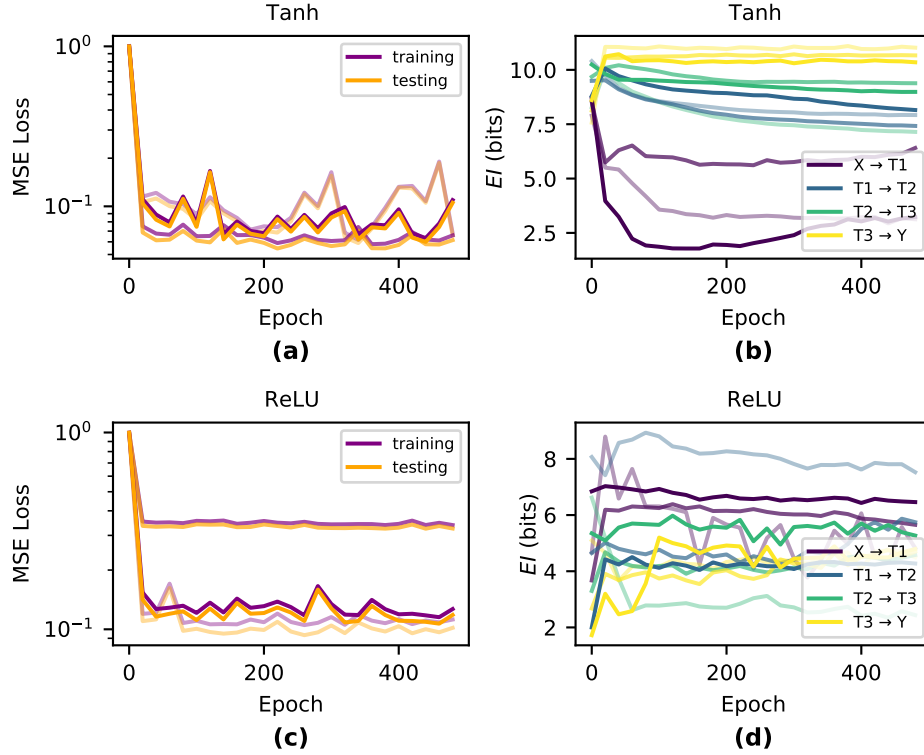 Tanh
10⁰
10⁻¹
MSE Loss
training
testing
0
200
400
Epoch
(a)
Tanh
10.0
7.5
5.0
2.5
EI (bits)
X → T1
T1 → T2
T2 → T3
T3 → Y
0
200
400
Epoch
(b)
ReLU
10⁰
10⁻¹
MSE Loss
training
testing
0
200
400
Epoch
(c)
ReLU
8
6
4
2
EI (bits)
X → T1
T1 → T2
T2 → T3
T3 → Y
0
200
400
Epoch
(d)